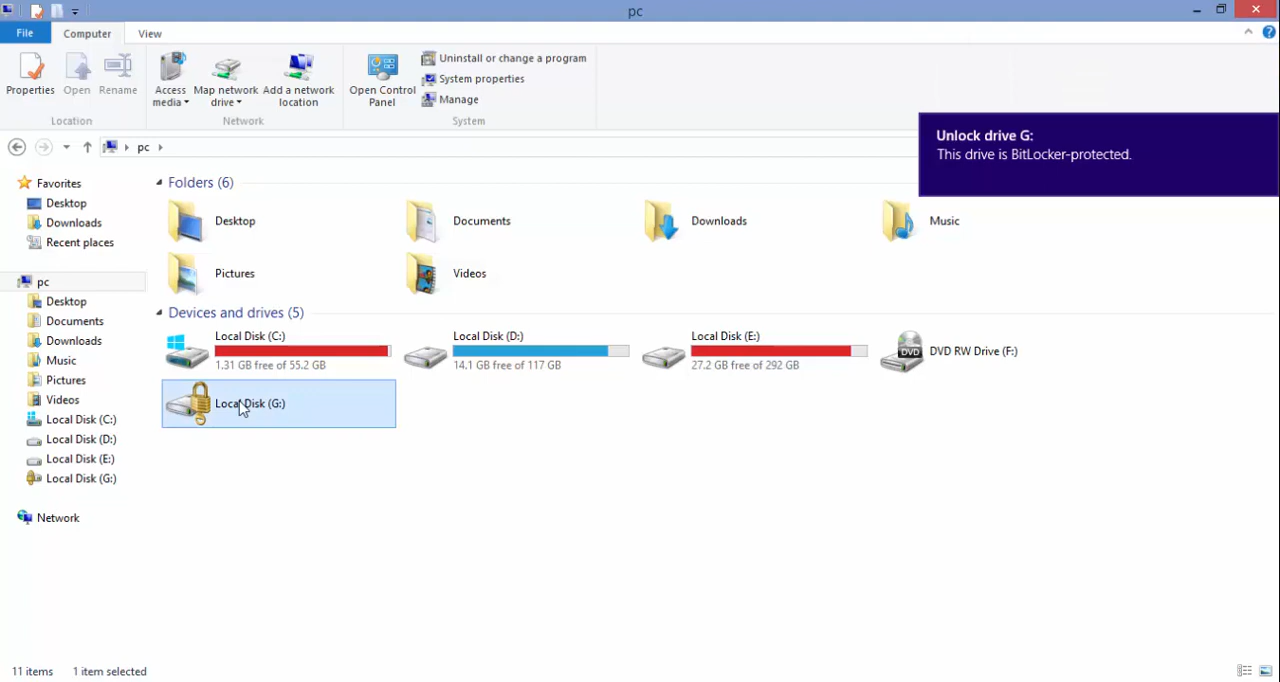 pc
File
Computer
View
Properties
Open
Rename
Access media
Map network drive
Add a network location
Open Control Panel
Uninstall or change a program
System properties
Manage
Location
Network
System
pc
Unlock drive G:
This drive is BitLocker-protected.
Favorites
Desktop
Downloads
Recent places
pc
Desktop
Documents
Downloads
Music
Pictures
Videos
Local Disk (C:)
Local Disk (D:)
Local Disk (E:)
Local Disk (G:)
Network
Folders (6)
Desktop
Documents
Downloads
Music
Pictures
Videos
Devices and drives (5)
Local Disk (C:)
1.31 GB free of 55.2 GB
Local Disk (D:)
14.1 GB free of 117 GB
Local Disk (E:)
27.2 GB free of 292 GB
DVD
DVD RW Drive (F:)
Local Disk (G:)
11 items
1 item selected